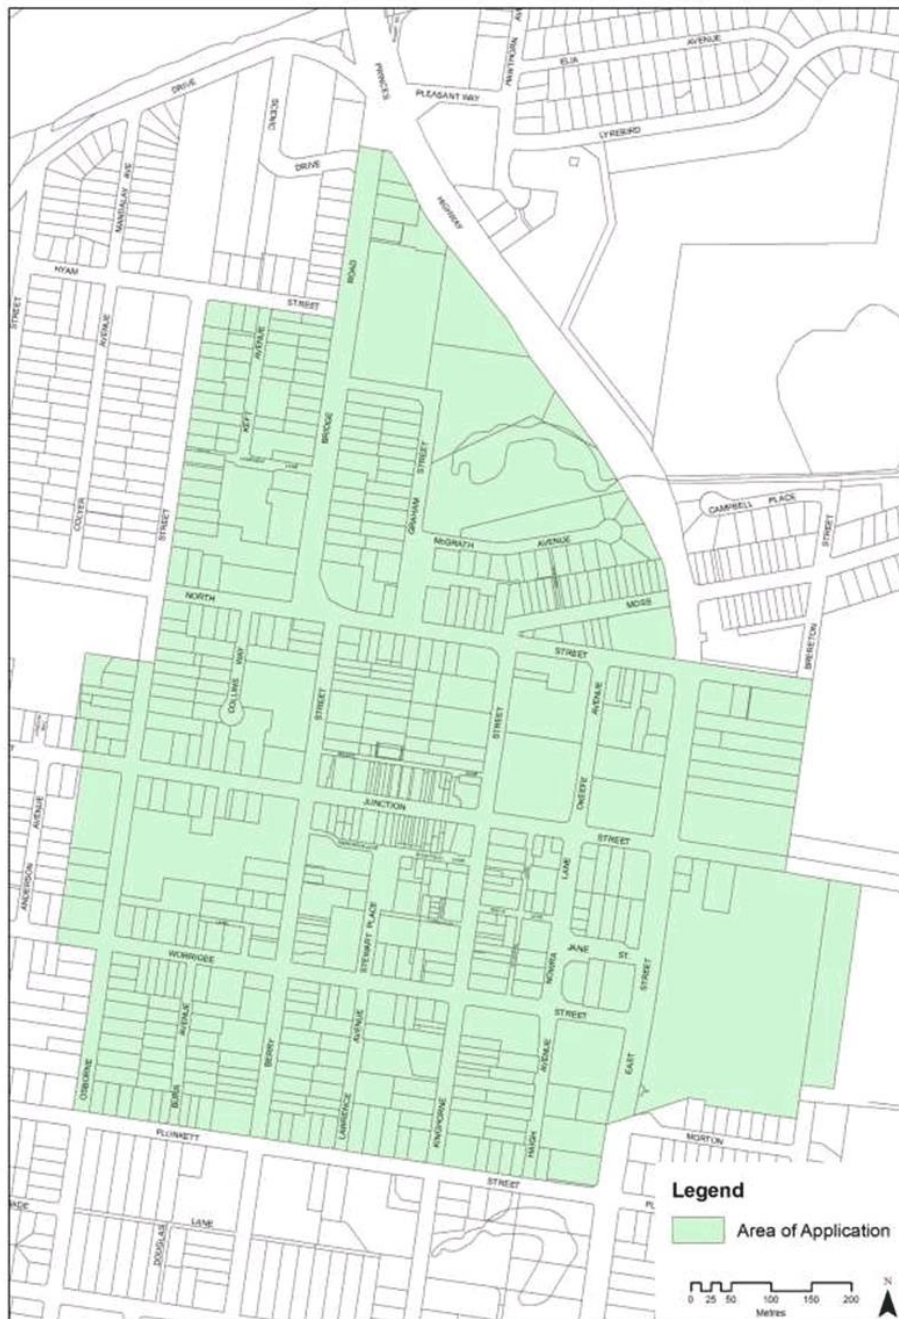 DRIVE
PRINCES
HAWTHORN
AV
ELIA
AVENUE
PLEASANT WAY
SCENIC
LYREBIRD
DRIVE
MANDALAY AVE
HIGHWAY
HYAM
STREET
ROAD
STREET
AVENUE
AVENUE
KEFT
BRIDGE
STREET
CAMPBELL PLACE
COLYER
STREET
GRAHAM
STREET
McGRATH
AVENUE
NORTH
MOSS
STREET
BRERETON
COLLINS WAY
STREET
STREET
AVENUE
JUNCTION
O'KEEFE
STREET
AVENUE
ANDERSON
LANE
STEWART PLACE
JANE ST
WORRIGEE
NOWRA
STREET
STREET
AVENUE
AVENUE
AVENUE
EAST
OSBORNE
BERRY
LAWRENCE
KINGHORNE
HAIGH
PLUNKETT
MORTON
STREET
PL
LANE
DOUGLAS
Legend
Area of Application
N
0 25 50 100 150 200
Metres